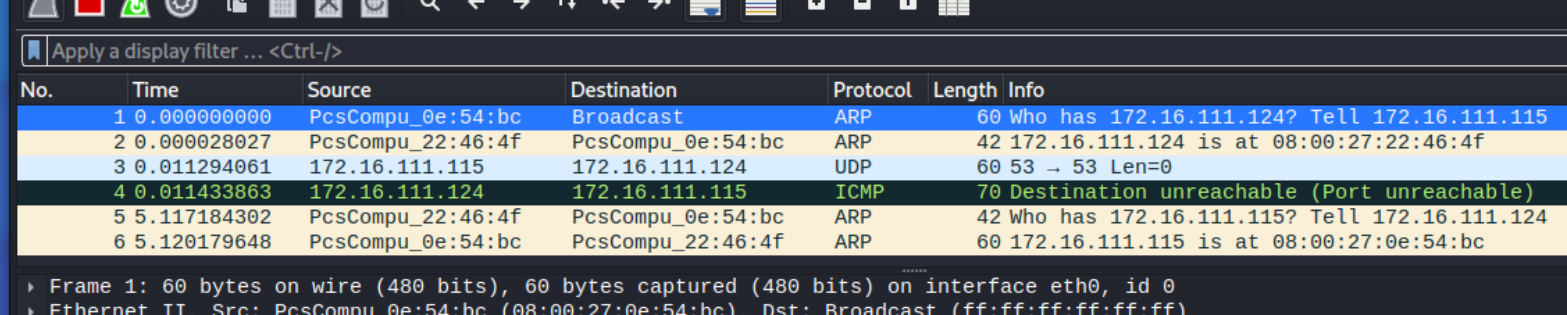 Apply a display filter … <Ctrl-/>
No. Time Source Destination Protocol Length Info
1 0.000000000 PcsCompu_0e:54:bc Broadcast ARP 60 Who has 172.16.111.124? Tell 172.16.111.115
2 0.000028027 PcsCompu_22:46:4f PcsCompu_0e:54:bc ARP 42 172.16.111.124 is at 08:00:27:22:46:4f
3 0.011294061 172.16.111.115 172.16.111.124 UDP 60 53 → 53 Len=0
4 0.011433863 172.16.111.124 172.16.111.115 ICMP 70 Destination unreachable (Port unreachable)
5 5.117184302 PcsCompu_22:46:4f PcsCompu_0e:54:bc ARP 42 Who has 172.16.111.115? Tell 172.16.111.124
6 5.120179648 PcsCompu_0e:54:bc PcsCompu_22:46:4f ARP 60 172.16.111.115 is at 08:00:27:0e:54:bc
Frame 1: 60 bytes on wire (480 bits), 60 bytes captured (480 bits) on interface eth0, id 0
Ethernet II, Src: PcsCompu_0e:54:bc (08:00:27:0e:54:bc), Dst: Broadcast (ff:ff:ff:ff:ff:ff)